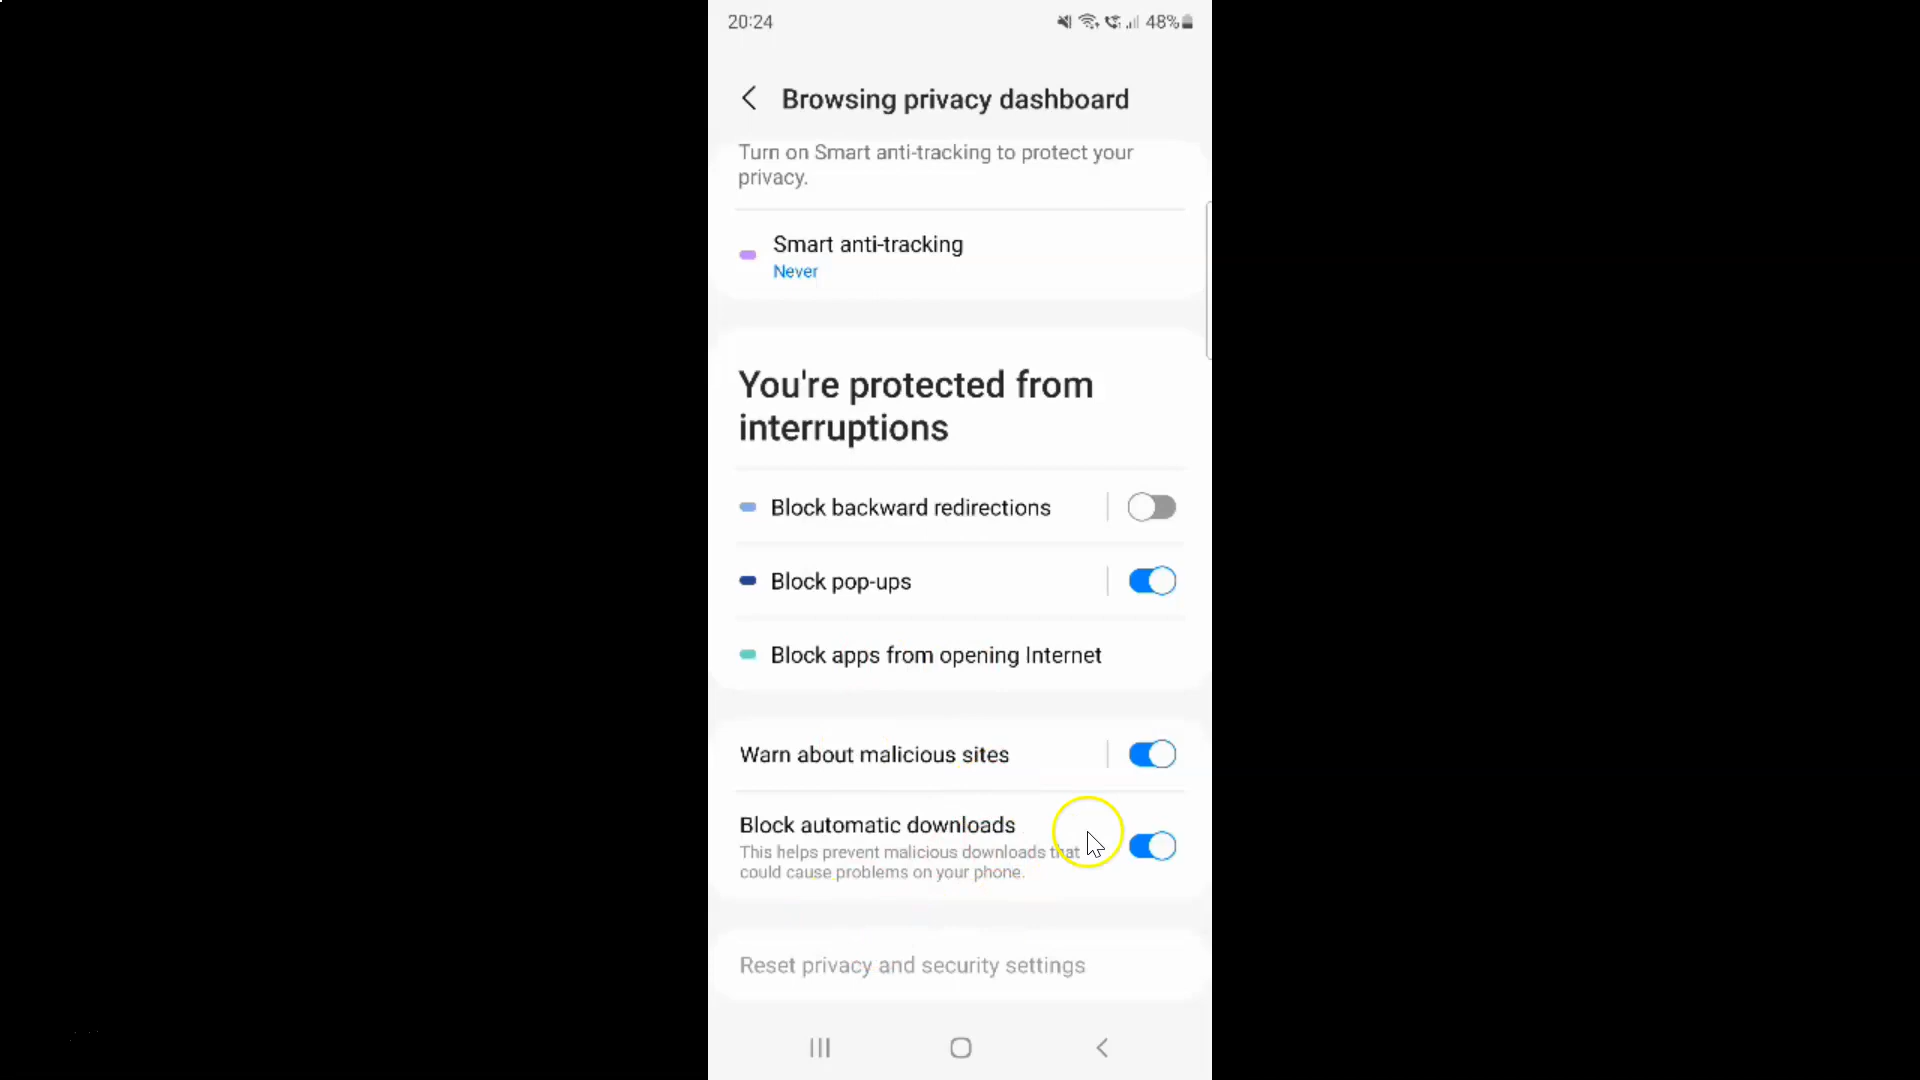 20:24
48%
Browsing privacy dashboard
Turn on Smart anti-tracking to protect your
privacy.
Smart anti-tracking
Never
You're protected from
interruptions
Block backward redirections
Block pop-ups
Block apps from opening Internet
Warn about malicious sites
Block automatic downloads
This helps prevent malicious downloads that
could cause problems on your phone.
Reset privacy and security settings